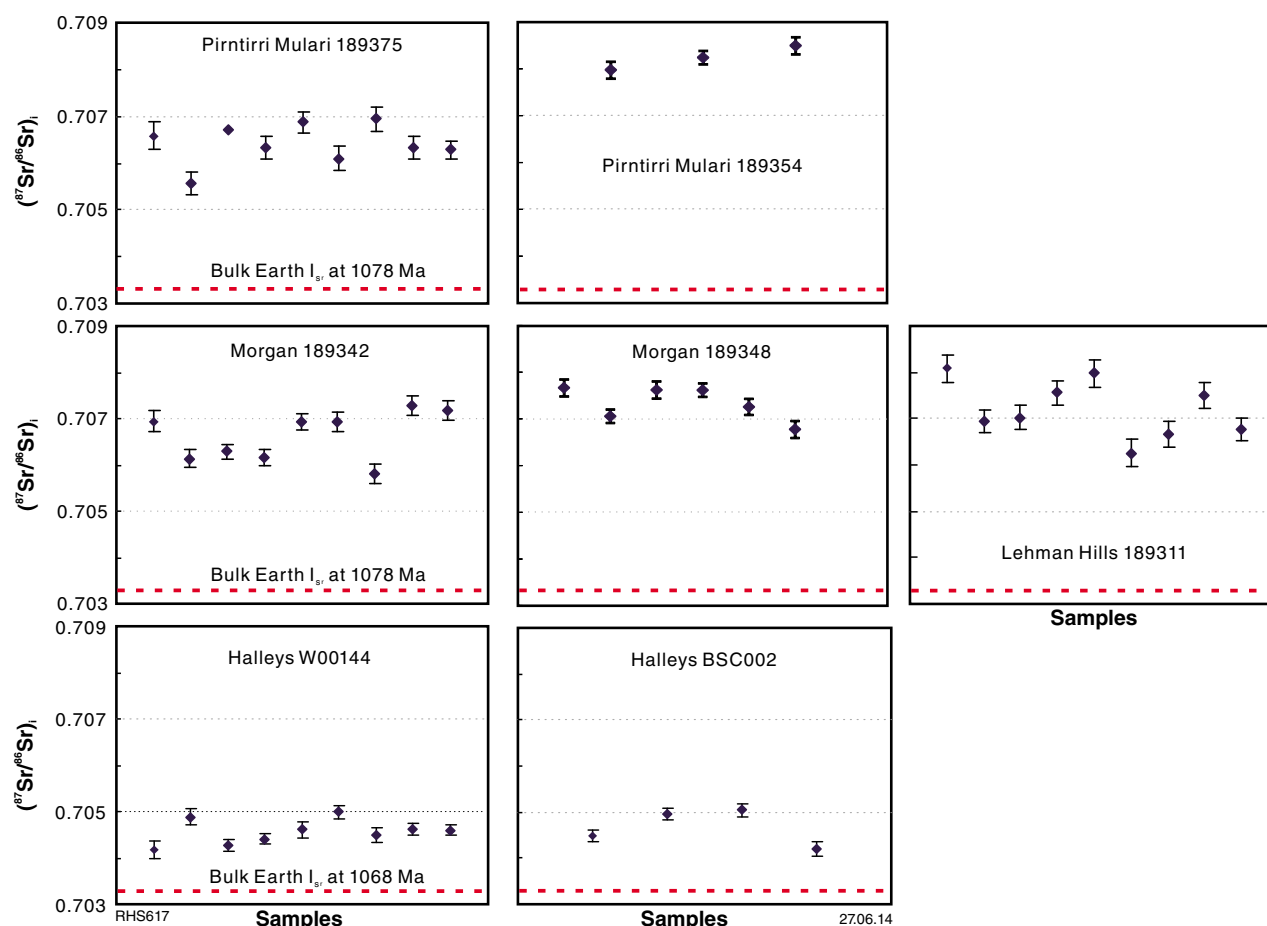 0.709
0.707
0.705
0.703
(⁸⁷Sr/⁸⁶Sr)ᵢ
Pirntirri Mulari 189375
Bulk Earth Iₛᵣ at 1078 Ma
Pirntirri Mulari 189354
0.709
0.707
0.705
0.703
(⁸⁷Sr/⁸⁶Sr)ᵢ
Morgan 189342
Bulk Earth Iₛᵣ at 1078 Ma
Morgan 189348
Lehman Hills 189311
Samples
0.709
0.707
0.705
0.703
(⁸⁷Sr/⁸⁶Sr)ᵢ
Halleys W00144
Bulk Earth Iₛᵣ at 1068 Ma
Halleys BSC002
RHS617
Samples
Samples
27.06.14